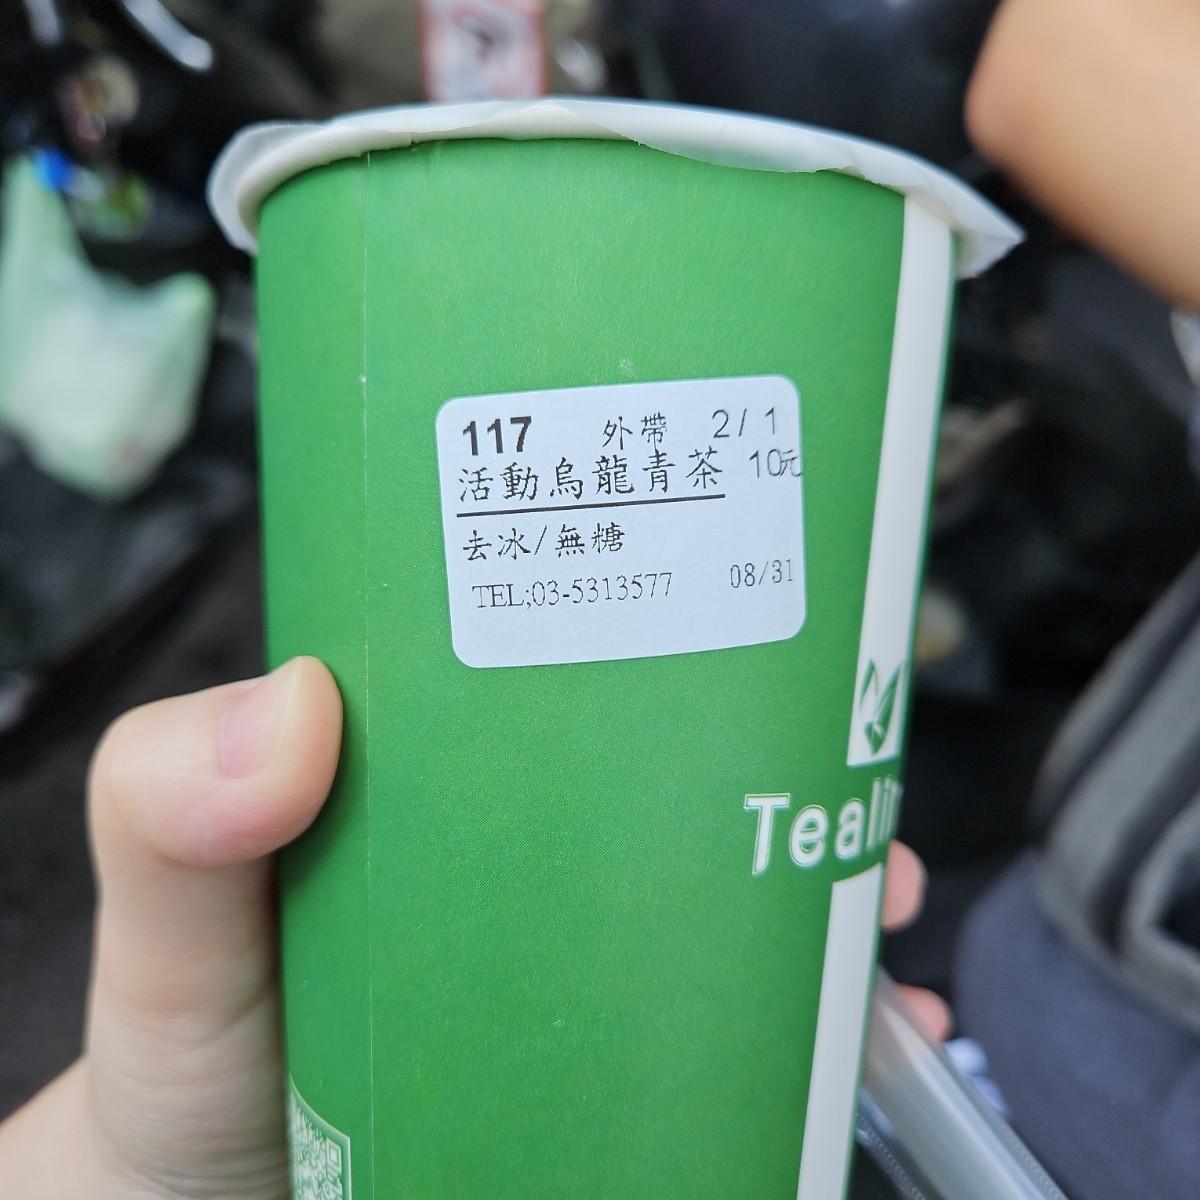 117 外帶 2/ 1
活動烏龍青茶 10元
去冰/無糖
TEL;03-5313577 08/31